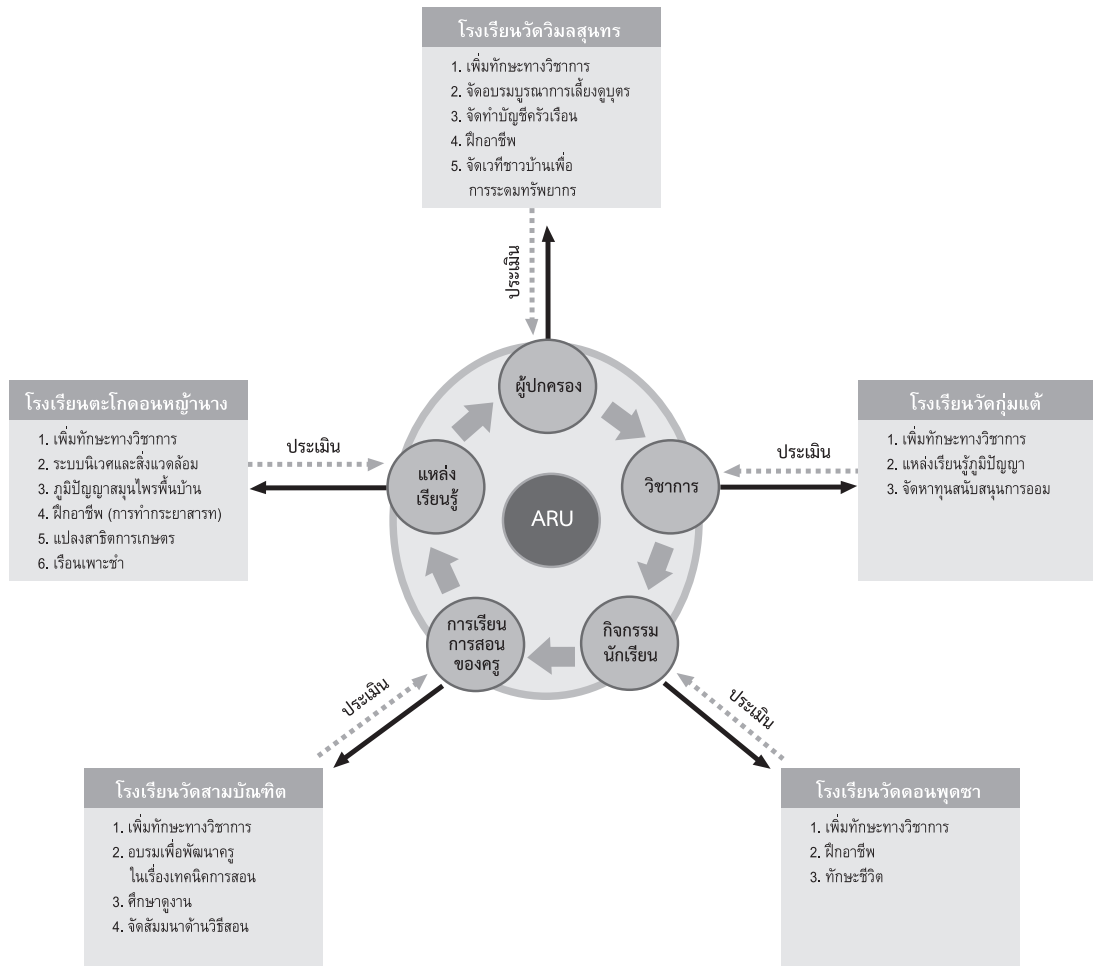 โรงเรียนวัดวิมลสุนทร
1. เพิ่มทักษะทางวิชาการ
2. จัดอบรมบูรณาการเลี้ยงดูบุตร
3. จัดทำบัญชีครัวเรือน
4. ฝึกอาชีพ
5. จัดเวทีชาวบ้านเพื่อ
การระดมทรัพยากร
ประเมิน
ผู้ปกครอง
โรงเรียนตะโกดอนหญ้านาง
1. เพิ่มทักษะทางวิชาการ
2. ระบบนิเวศและสิ่งแวดล้อม
3. ภูมิปัญญาสมุนไพรพื้นบ้าน
4. ฝึกอาชีพ (การทำกระยาสารท)
5. แปลงสาธิตการเกษตร
6. เรือนเพาะชำ
ประเมิน
แหล่ง
เรียนรู้
ARU
วิชาการ
ประเมิน
โรงเรียนวัดกุ่มแต้
1. เพิ่มทักษะทางวิชาการ
2. แหล่งเรียนรู้ภูมิปัญญา
3. จัดหาทุนสนับสนุนการออม
การเรียน
การสอน
ของครู
กิจกรรม
นักเรียน
ประเมิน
ประเมิน
โรงเรียนวัดสามบัณฑิต
1. เพิ่มทักษะทางวิชาการ
2. อบรมเพื่อพัฒนาครู
ในเรื่องเทคนิคการสอน
3. ศึกษาดูงาน
4. จัดสัมมนาด้านวิธีสอน
โรงเรียนวัดดอนพุดซา
1. เพิ่มทักษะทางวิชาการ
2. ฝึกอาชีพ
3. ทักษะชีวิต